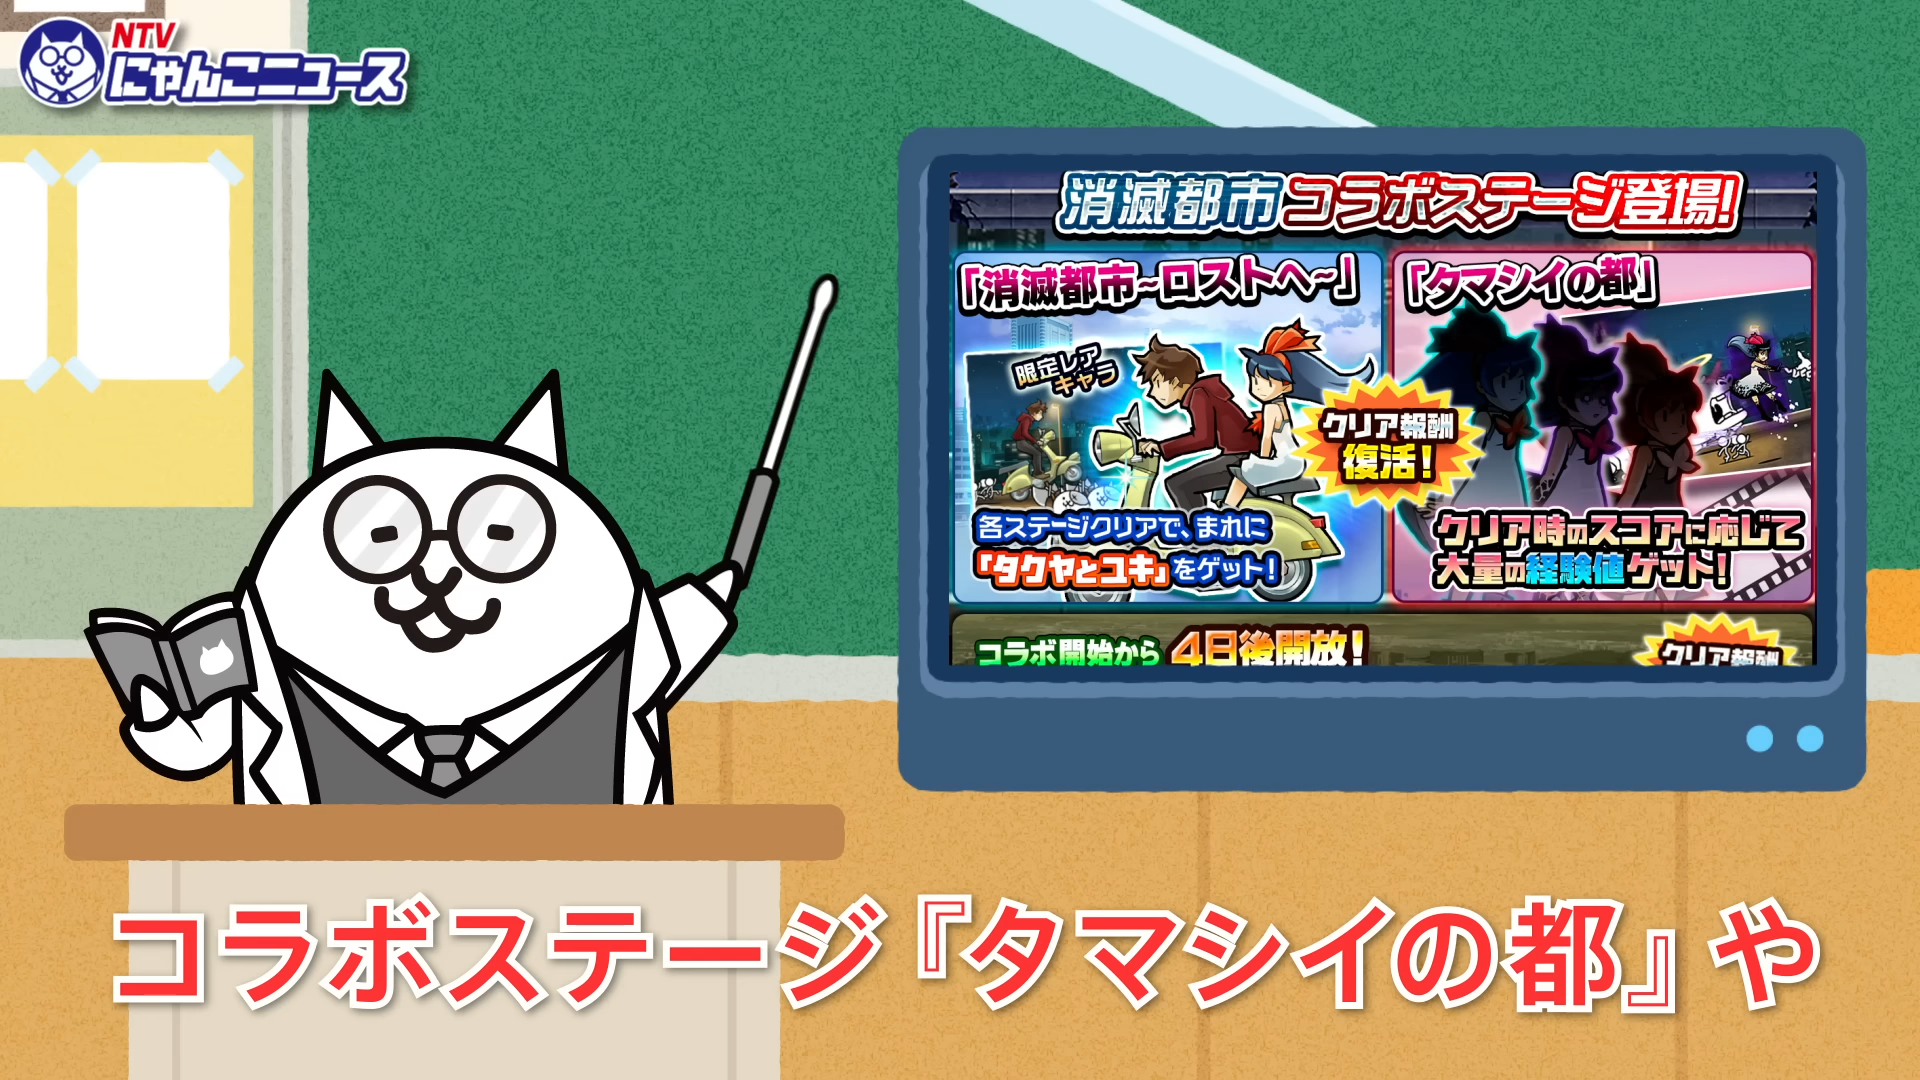 NTV
にゃんこニュース
消滅都市コラボステージ登場!
「消滅都市~ロストへ~」
限定レア
キャラ
各ステージクリアで、まれに
「タクヤとユキ」をゲット!
クリア報酬
復活!
「タマシイの都」
クリア時のスコアに応じて
大量の経験値ゲット!
コラボ開始から4日後開放!
クリア報酬
コラボステージ『タマシイの都』や